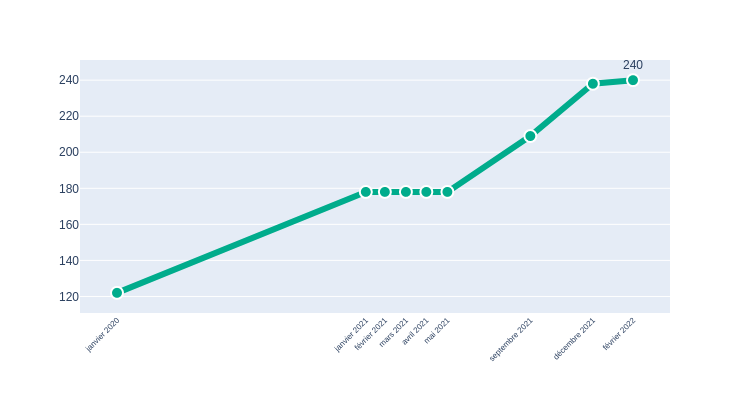 240
240
220
200
180
160
140
120
janvier 2020
janvier 2021
février 2021
mars 2021
avril 2021
mai 2021
septembre 2021
décembre 2021
février 2022